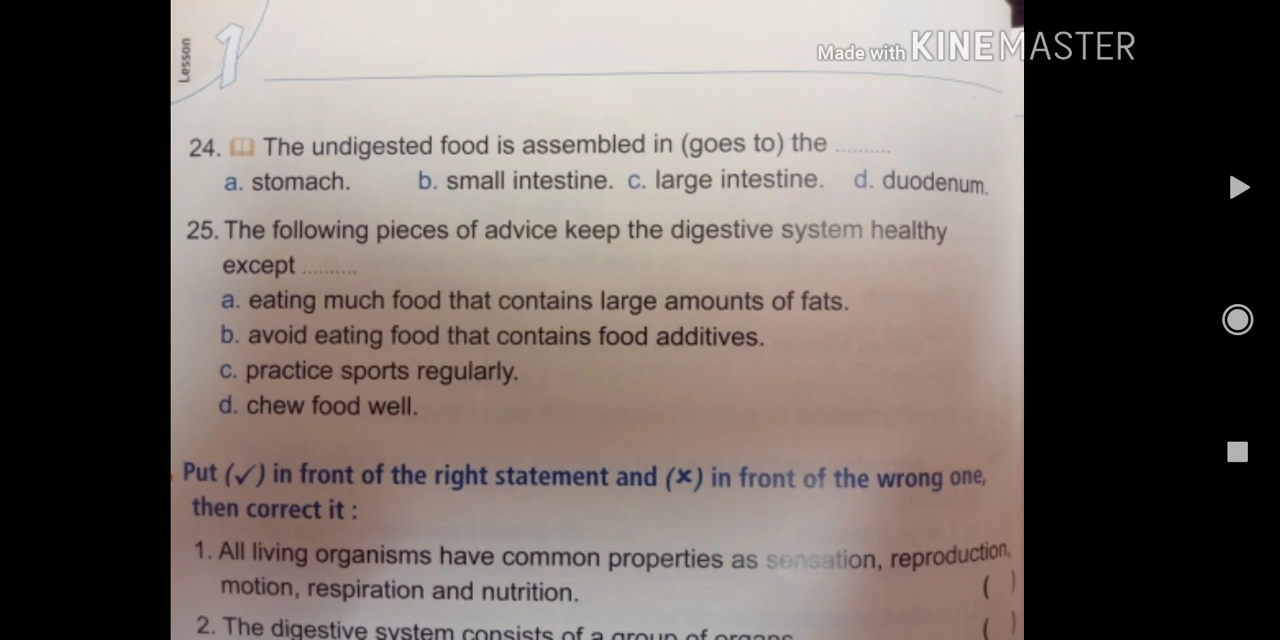 Lesson
1
Made with KINEMASTER
24. The undigested food is assembled in (goes to) the ..........
a. stomach. b. small intestine. c. large intestine. d. duodenum.
25. The following pieces of advice keep the digestive system healthy
except ..........
a. eating much food that contains large amounts of fats.
b. avoid eating food that contains food additives.
c. practice sports regularly.
d. chew food well.
Put (✓) in front of the right statement and (×) in front of the wrong one,
then correct it :
1. All living organisms have common properties as sensation, reproduction,
motion, respiration and nutrition. ( )
2. The digestive system consists of a group of organs. ( )